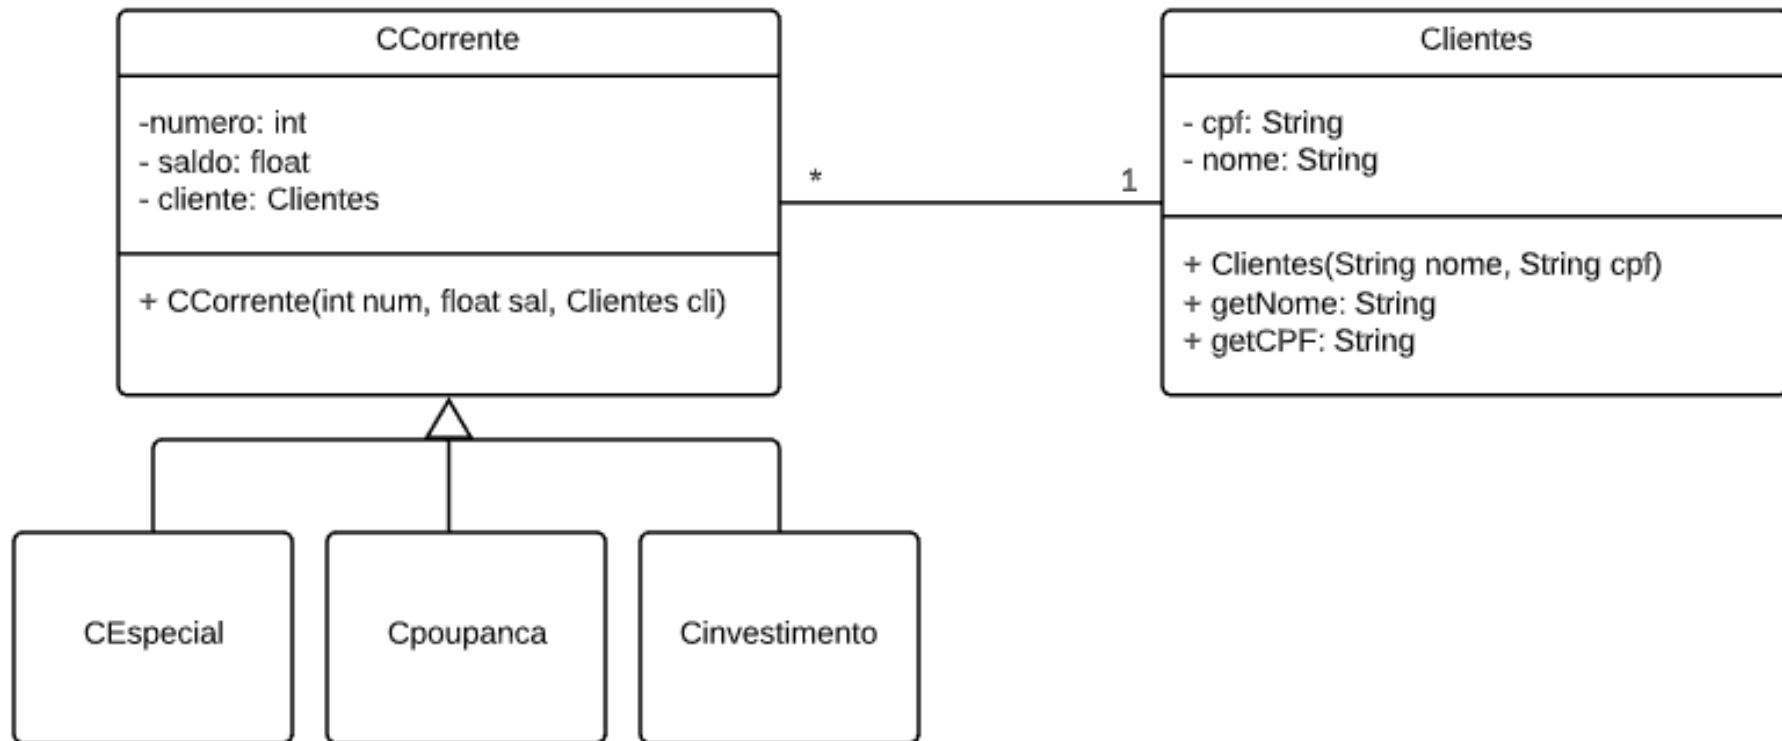 CCorrente
-numero: int
- saldo: float
- cliente: Clientes
+ CCorrente(int num, float sal, Clientes cli)
*
1
Clientes
- cpf: String
- nome: String
+ Clientes(String nome, String cpf)
+ getNome: String
+ getCPF: String
CEspecial
Cpoupanca
Cinvestimento